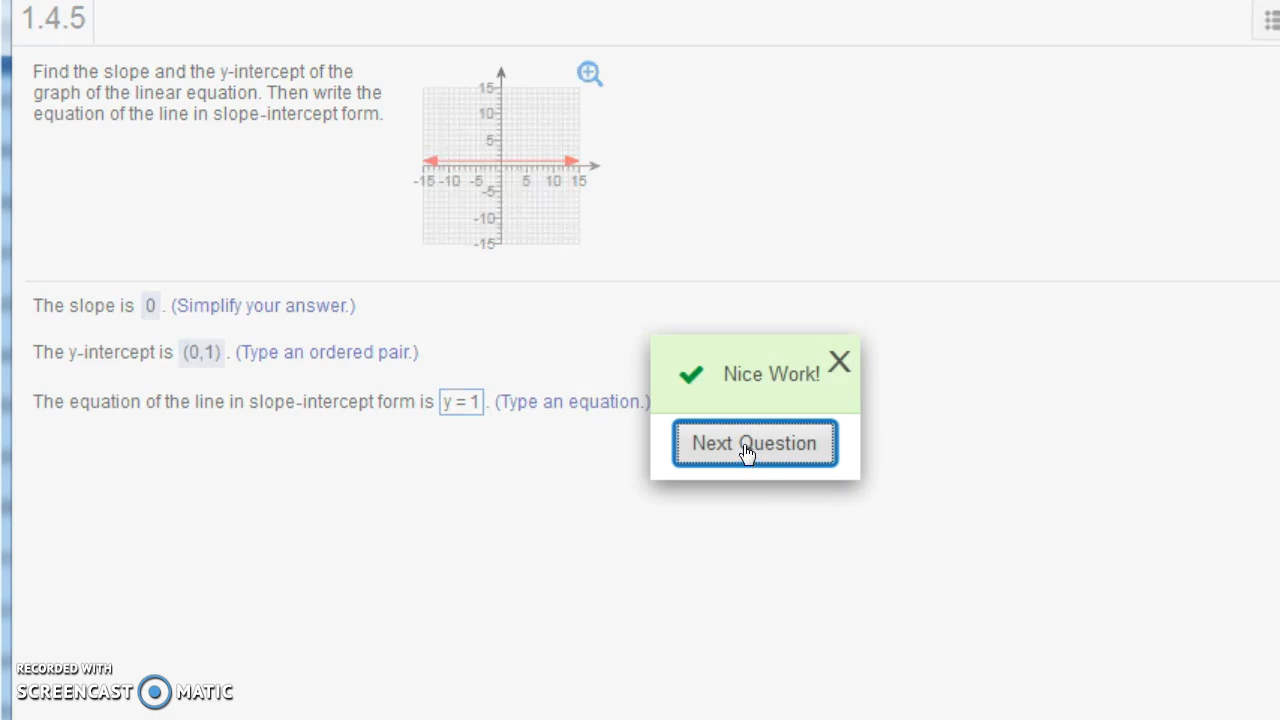 1.4.5
Find the slope and the y-intercept of the
graph of the linear equation. Then write the
equation of the line in slope-intercept form.
15
10
5
-15 -10 -5 5 10 15
-5
-10
-15
The slope is 0. (Simplify your answer.)
The y-intercept is (0,1). (Type an ordered pair.)
The equation of the line in slope-intercept form is y = 1. (Type an equation.)
Nice Work!
Next Question
RECORDED WITH
SCREENCAST MATIC